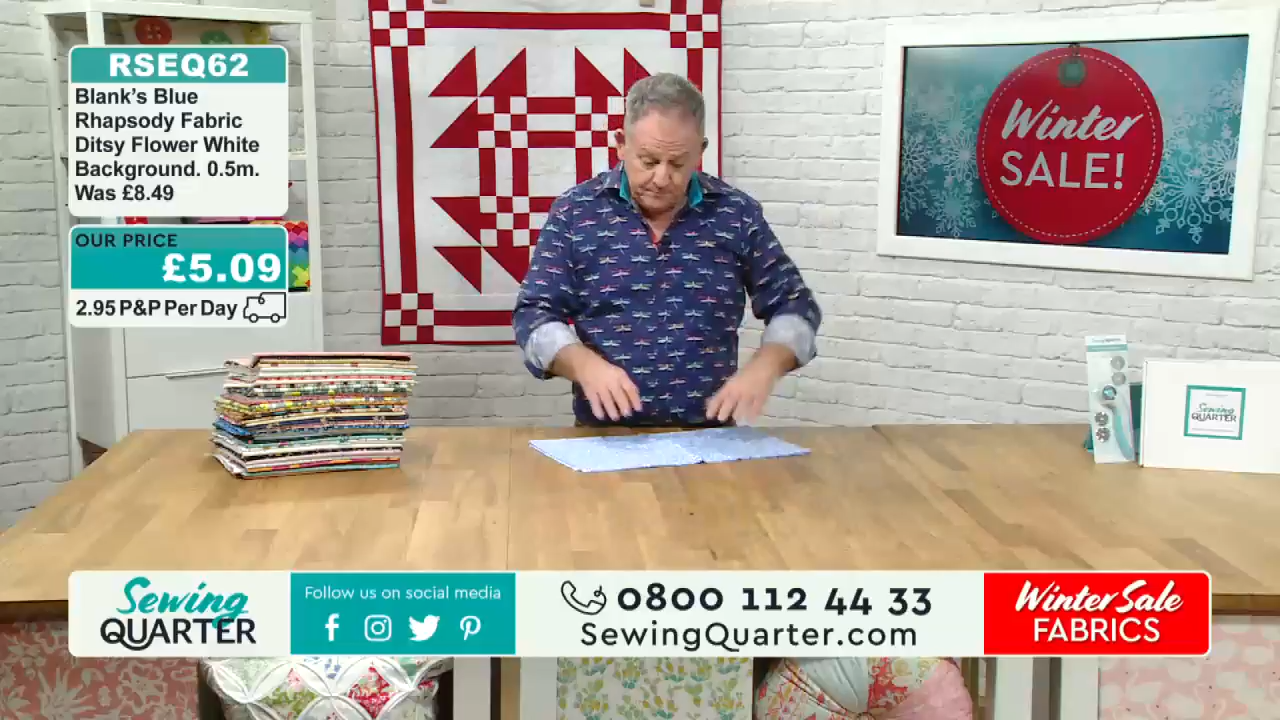 RSEQ62
Blank's Blue
Rhapsody Fabric
Ditsy Flower White
Background. 0.5m.
Was £8.49
OUR PRICE
£5.09
2.95 P&P Per Day
Winter
SALE!
Sewing
QUARTER
Sewing
QUARTER
Follow us on social media
0800 112 44 33
SewingQuarter.com
Winter Sale
FABRICS